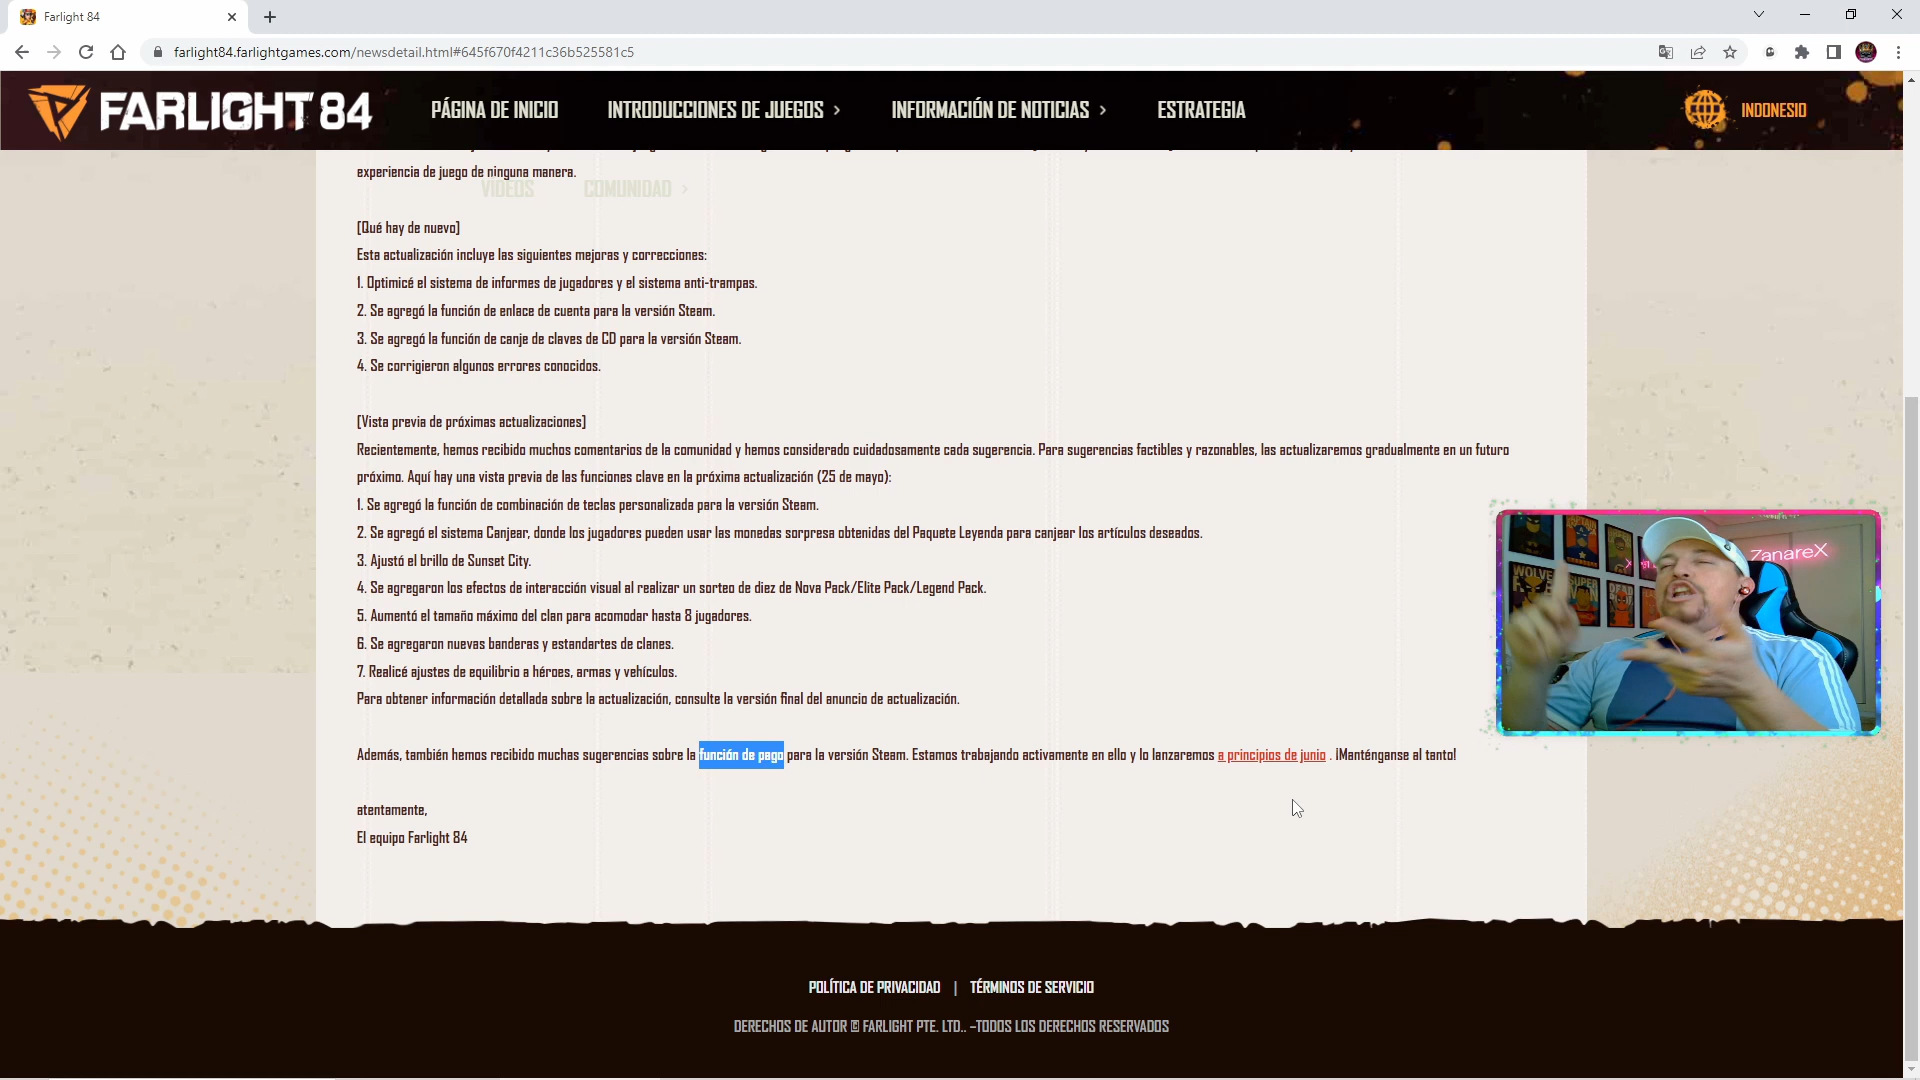 Farlight 84
farlight84.farlightgames.com/newsdetail.html#645f670f4211c36b525581c5
FARLIGHT 84
PÁGINA DE INICIO
INTRODUCCIONES DE JUEGOS >
INFORMACIÓN DE NOTICIAS >
ESTRATEGIA
INDONESIO
experiencia de juego de ninguna manera.
VIDEOS
COMUNIDAD >
[Qué hay de nuevo]
Esta actualización incluye las siguientes mejoras y correcciones:
1. Optimicé el sistema de informes de jugadores y el sistema anti-trampas.
2. Se agregó la función de enlace de cuenta para la versión Steam.
3. Se agregó la función de canje de claves de CD para la versión Steam.
4. Se corrigieron algunos errores conocidos.
[Vista previa de próximas actualizaciones]
Recientemente, hemos recibido muchos comentarios de la comunidad y hemos considerado cuidadosamente cada sugerencia. Para sugerencias factibles y razonables, las actualizaremos gradualmente en un futuro
próximo. Aquí hay una vista previa de las funciones clave en la próxima actualización (25 de mayo):
1. Se agregó la función de combinación de teclas personalizada para la versión Steam.
2. Se agregó el sistema Canjear, donde los jugadores pueden usar las monedas sorpresa obtenidas del Paquete Leyenda para canjear los artículos deseados.
3. Ajustó el brillo de Sunset City.
4. Se agregaron los efectos de interacción visual al realizar un sorteo de diez de Nova Pack/Elite Pack/Legend Pack.
5. Aumentó el tamaño máximo del clan para acomodar hasta 8 jugadores.
6. Se agregaron nuevas banderas y estandartes de clanes.
7. Realicé ajustes de equilibrio a héroes, armas y vehículos.
Para obtener información detallada sobre la actualización, consulte la versión final del anuncio de actualización.
ZanareX
WOLVE
SUPER
DEAD
Además, también hemos recibido muchas sugerencias sobre la función de pago para la versión Steam. Estamos trabajando activamente en ello y lo lanzaremos a principios de junio . ¡Manténganse al tanto!
atentamente,
El equipo Farlight 84
POLÍTICA DE PRIVACIDAD | TÉRMINOS DE SERVICIO
DERECHOS DE AUTOR © FARLIGHT PTE. LTD.. -TODOS LOS DERECHOS RESERVADOS